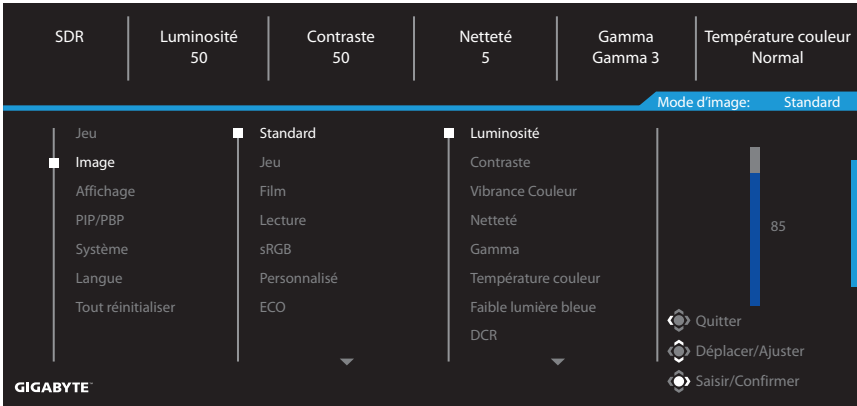 SDR
Luminosité
50
Contraste
50
Netteté
5
Gamma
Gamma 3
Température couleur
Normal
Mode d'image: Standard
Jeu
Image
Affichage
PIP/PBP
Système
Langue
Tout réinitialiser
Standard
Jeu
Film
Lecture
sRGB
Personnalisé
ECO
Luminosité
Contraste
Vibrance Couleur
Netteté
Gamma
Température couleur
Faible lumière bleue
DCR
85
Quitter
Déplacer/Ajuster
Saisir/Confirmer
GIGABYTE™